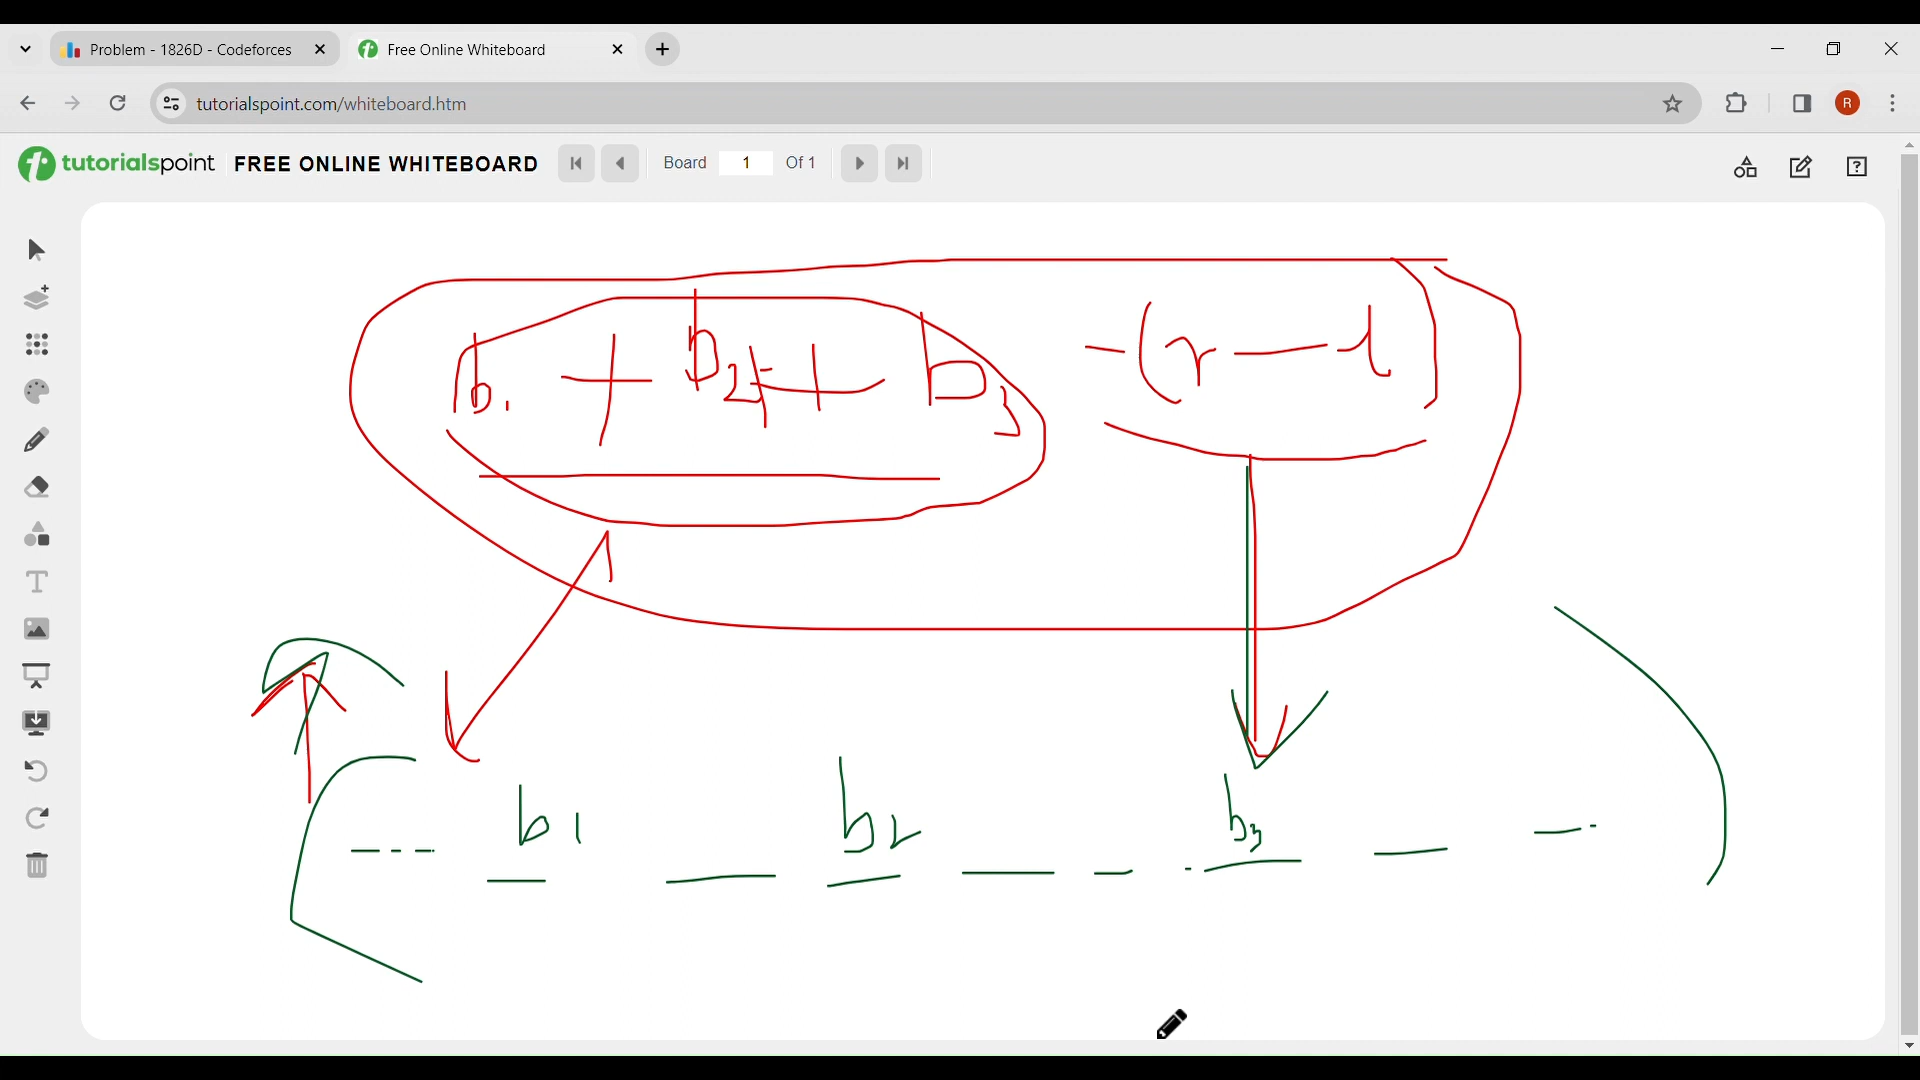 Problem - 1826D - Codeforces
Free Online Whiteboard
tutorialspoint.com/whiteboard.htm
R
tutorialspoint FREE ONLINE WHITEBOARD Board 1 Of 1
b1 + b2 + b3 -(r-l)
b1 b2 b3